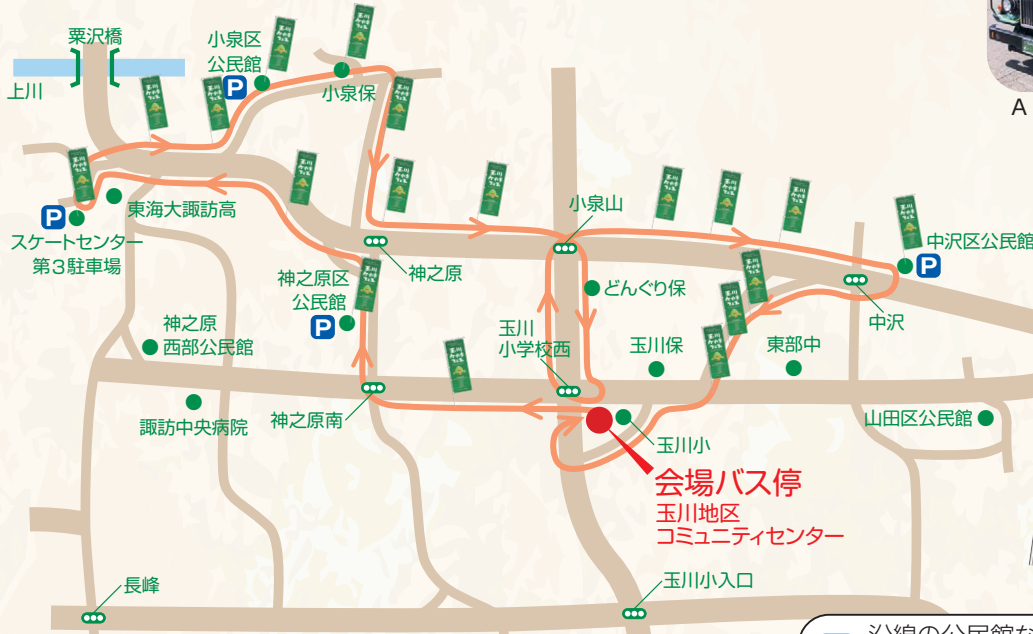 栗沢橋
上川
小泉区
公民館
小泉保
A
東海大諏訪高
スケートセンター
第3駐車場
P
P
小泉山
中沢区公民館
P
神之原
神之原区
公民館
P
どんぐり保
中沢
神之原
西部公民館
玉川
小学校西
玉川保
東部中
諏訪中央病院
神之原南
玉川小
山田区公民館
会場バス停
玉川地区
コミュニティセンター
長峰
玉川小入口